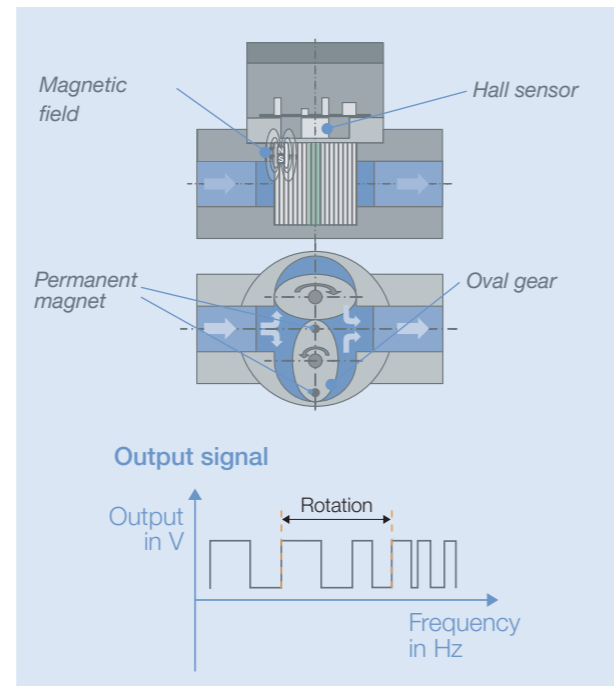 Magnetic
field
Hall sensor
N
S
Permanent
magnet
Oval gear
Output signal
Output
in V
Rotation
Frequency
in Hz